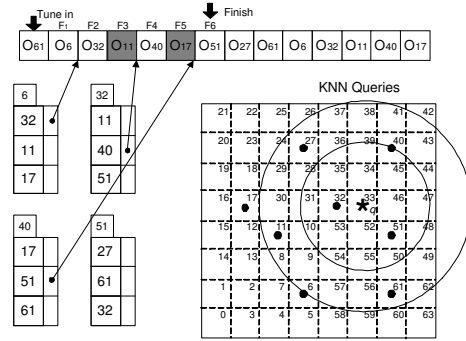 Tune in F1 F2 F3 F4 F5 F6 Finish
O61 O6 O32 O11 O40 O17 O51 O27 O61 O6 O32 O11 O40 O17
6
32
11
17
32
11
40
51
40
17
51
61
51
27
61
32
KNN Queries
21 22 25 26 37 38 41 42
20 23 24 27 36 39 40 43
19 18 29 28 35 34 45 44
16 17 30 31 32 33 46 47
q
15 12 11 10 53 52 51 48
14 13 8 9 54 55 50 49
1 2 7 6 57 56 61 62
0 3 4 5 58 59 60 63